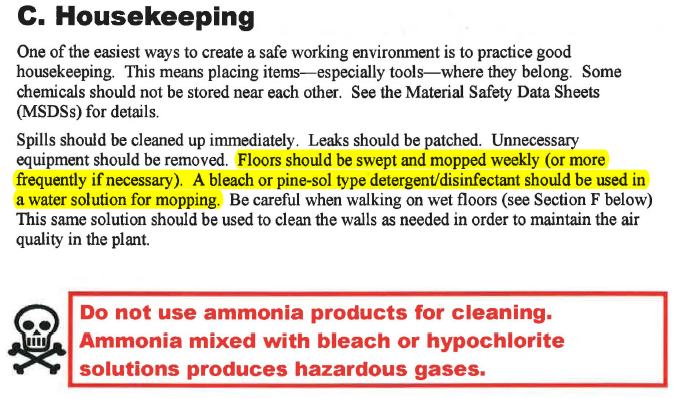 C. Housekeeping
One of the easiest ways to create a safe working environment is to practice good
housekeeping.  This means placing items—especially tools—where they belong.  Some
chemicals should not be stored near each other.  See the Material Safety Data Sheets
(MSDSs) for details.
Spills should be cleaned up immediately.  Leaks should be patched.  Unnecessary
equipment should be removed.  Floors should be swept and mopped weekly (or more
frequently if necessary).  A bleach or pine-sol type detergent/disinfectant should be used in
a water solution for mopping.  Be careful when walking on wet floors (see Section F below)
This same solution should be used to clean the walls as needed in order to maintain the air
quality in the plant.
Do not use ammonia products for cleaning.
Ammonia mixed with bleach or hypochlorite
solutions produces hazardous gases.